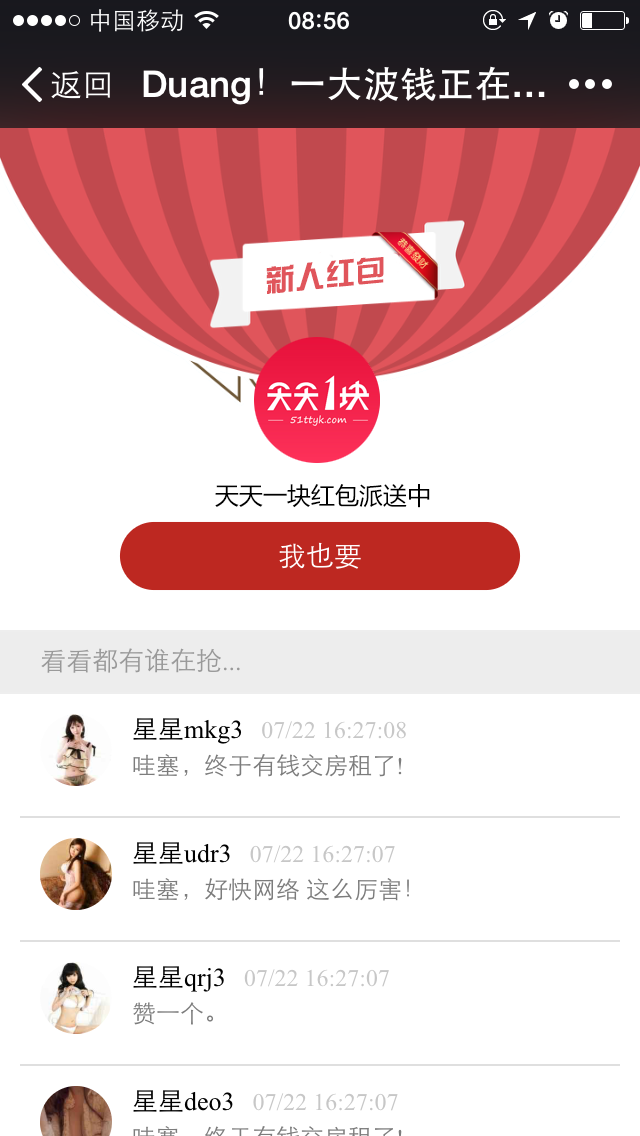 中国移动 08:56
返回 Duang！一大波钱正在...
恭喜發財
新人红包
天天1块
51ttyk.com
天天一块红包派送中
我也要
看看都有谁在抢...
星星mkg3 07/22 16:27:08
哇塞，终于有钱交房租了!
星星udr3 07/22 16:27:07
哇塞，好快网络 这么厉害!
星星qrj3 07/22 16:27:07
赞一个。
星星deo3 07/22 16:27:07